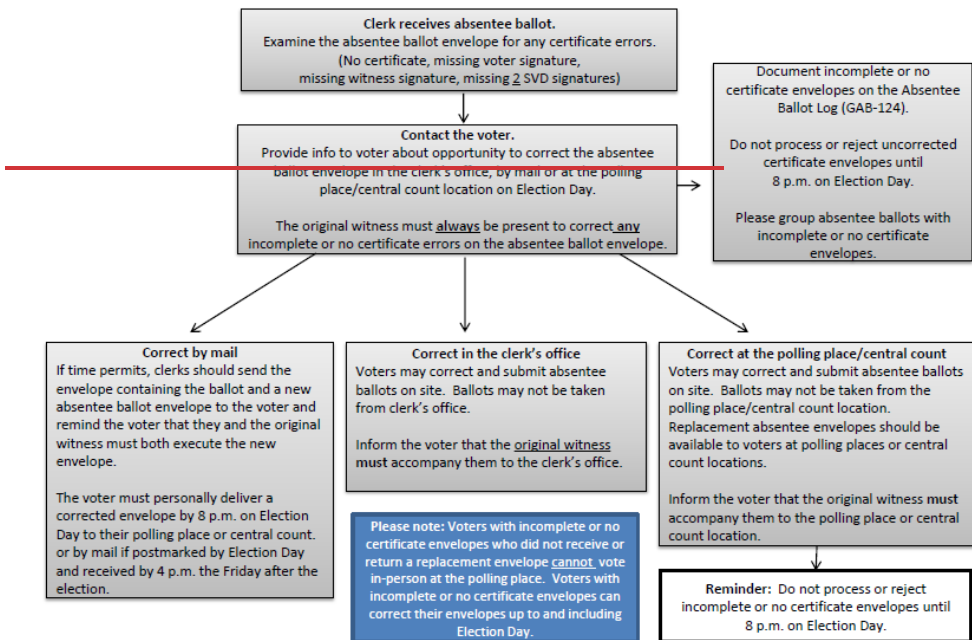 Clerk receives absentee ballot.
Examine the absentee ballot envelope for any certificate errors.
(No certificate, missing voter signature,
missing witness signature, missing 2 SVD signatures)
Contact the voter.
Provide info to voter about opportunity to correct the absentee
ballot envelope in the clerk's office, by mail or at the polling
place/central count location on Election Day.
The original witness must always be present to correct any
incomplete or no certificate errors on the absentee ballot envelope.
Document incomplete or no
certificate envelopes on the Absentee
Ballot Log (GAB-124).
Do not process or reject uncorrected
certificate envelopes until
8 p.m. on Election Day.
Please group absentee ballots with
incomplete or no certificate
envelopes.
Correct by mail
If time permits, clerks should send the
envelope containing the ballot and a new
absentee ballot envelope to the voter and
remind the voter that they and the original
witness must both execute the new
envelope.
The voter must personally deliver a
corrected envelope by 8 p.m. on Election
Day to their polling place or central count.
or by mail if postmarked by Election Day
and received by 4 p.m. the Friday after the
election.
Correct in the clerk's office
Voters may correct and submit absentee
ballots on site. Ballots may not be taken
from clerk's office.
Inform the voter that the original witness
must accompany them to the clerk's office.
Please note: Voters with incomplete or no
certificate envelopes who did not receive or
return a replacement envelope cannot vote
in-person at the polling place. Voters with
incomplete or no certificate envelopes can
correct their envelopes up to and including
Election Day.
Correct at the polling place/central count
Voters may correct and submit absentee ballots
on site. Ballots may not be taken from the
polling place/central count location.
Replacement absentee envelopes should be
available to voters at polling places or central
count locations.
Inform the voter that the original witness must
accompany them to the polling place or central
count location.
Reminder: Do not process or reject
incomplete or no certificate envelopes until
8 p.m. on Election Day.